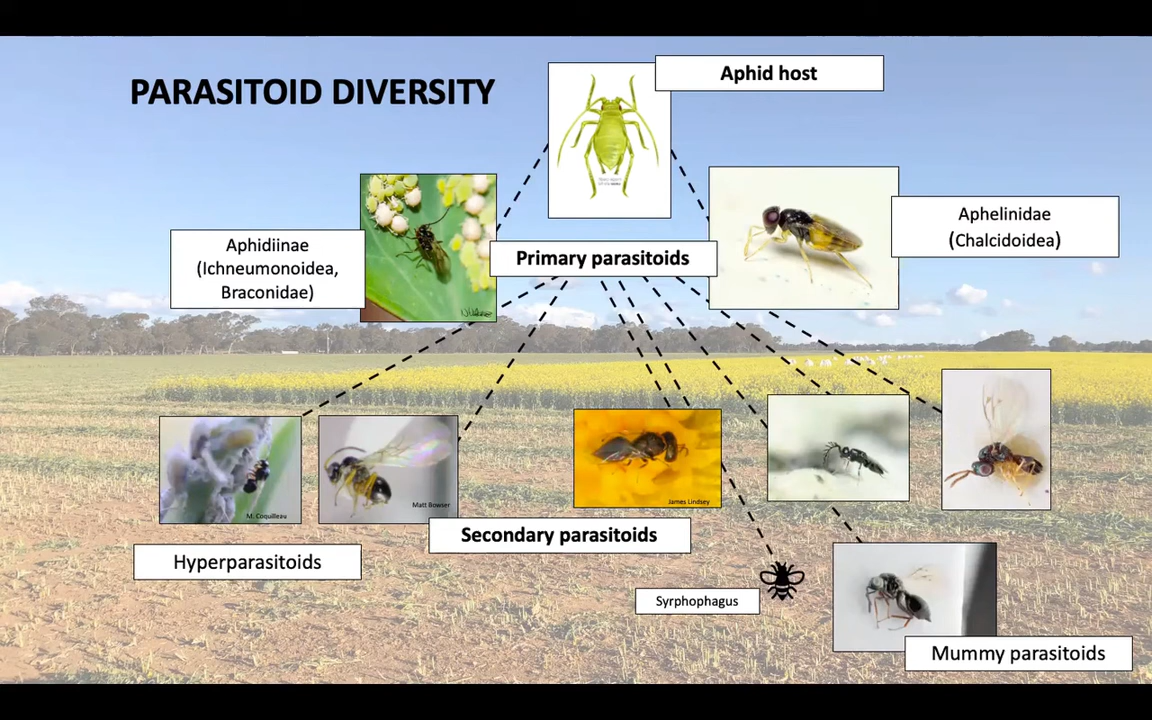 PARASITOID DIVERSITY
Aphid host
Aphidiinae
(Ichneumonoidea,
Braconidae)
Primary parasitoids
Aphelinidae
(Chalcidoidea)
M. Coquilleau
Matt Bowser
James Lindsey
Secondary parasitoids
Hyperparasitoids
Syrphophagus
Mummy parasitoids